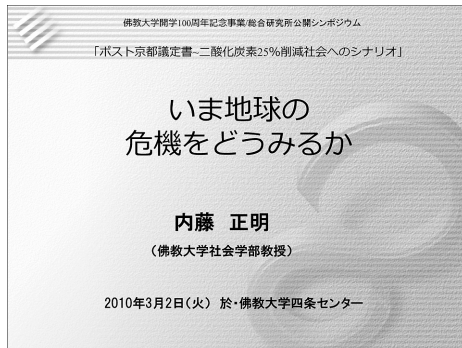 佛教大学開学100周年記念事業/総合研究所公開シンポジウム
「ポスト京都議定書~二酸化炭素25%削減社会へのシナリオ」
いま地球の
危機をどうみるか
内藤　正明
（佛教大学社会学部教授）
2010年3月2日（火）　於・佛教大学四条センター